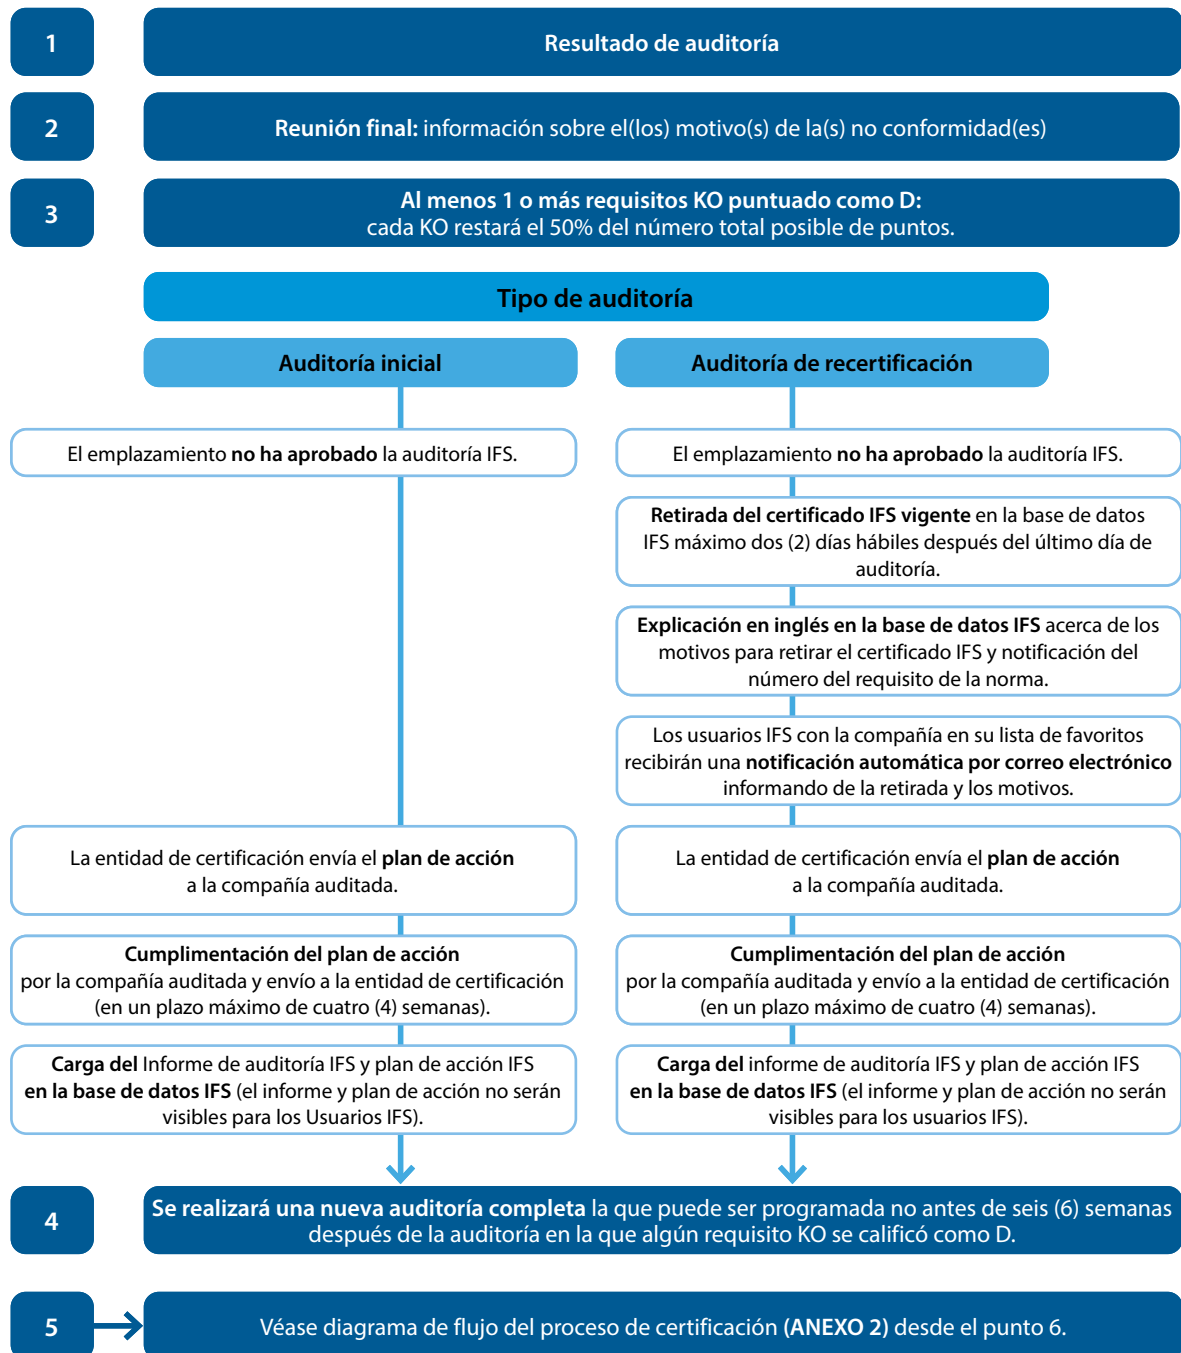 1
Resultado de auditoría
2
Reunión final: información sobre el(los) motivo(s) de la(s) no conformidad(es)
3
Al menos 1 o más requisitos KO puntuado como D:
cada KO restará el 50% del número total posible de puntos.
Tipo de auditoría
Auditoría inicial
El emplazamiento no ha aprobado la auditoría IFS.
La entidad de certificación envía el plan de acción
a la compañía auditada.
Cumplimentación del plan de acción
por la compañía auditada y envío a la entidad de certificación
(en un plazo máximo de cuatro (4) semanas).
Carga del Informe de auditoría IFS y plan de acción IFS
en la base de datos IFS (el informe y plan de acción no serán
visibles para los Usuarios IFS).
Auditoría de recertificación
El emplazamiento no ha aprobado la auditoría IFS.
Retirada del certificado IFS vigente en la base de datos
IFS máximo dos (2) días hábiles después del último día de
auditoría.
Explicación en inglés en la base de datos IFS acerca de los
motivos para retirar el certificado IFS y notificación del
número del requisito de la norma.
Los usuarios IFS con la compañía en su lista de favoritos
recibirán una notificación automática por correo electrónico
informando de la retirada y los motivos.
La entidad de certificación envía el plan de acción
a la compañía auditada.
Cumplimentación del plan de acción
por la compañía auditada y envío a la entidad de certificación
(en un plazo máximo de cuatro (4) semanas).
Carga del informe de auditoría IFS y plan de acción IFS
en la base de datos IFS (el informe y plan de acción no serán
visibles para los usuarios IFS).
4
Se realizará una nueva auditoría completa la que puede ser programada no antes de seis (6) semanas
después de la auditoría en la que algún requisito KO se calificó como D.
5
Véase diagrama de flujo del proceso de certificación (ANEXO 2) desde el punto 6.